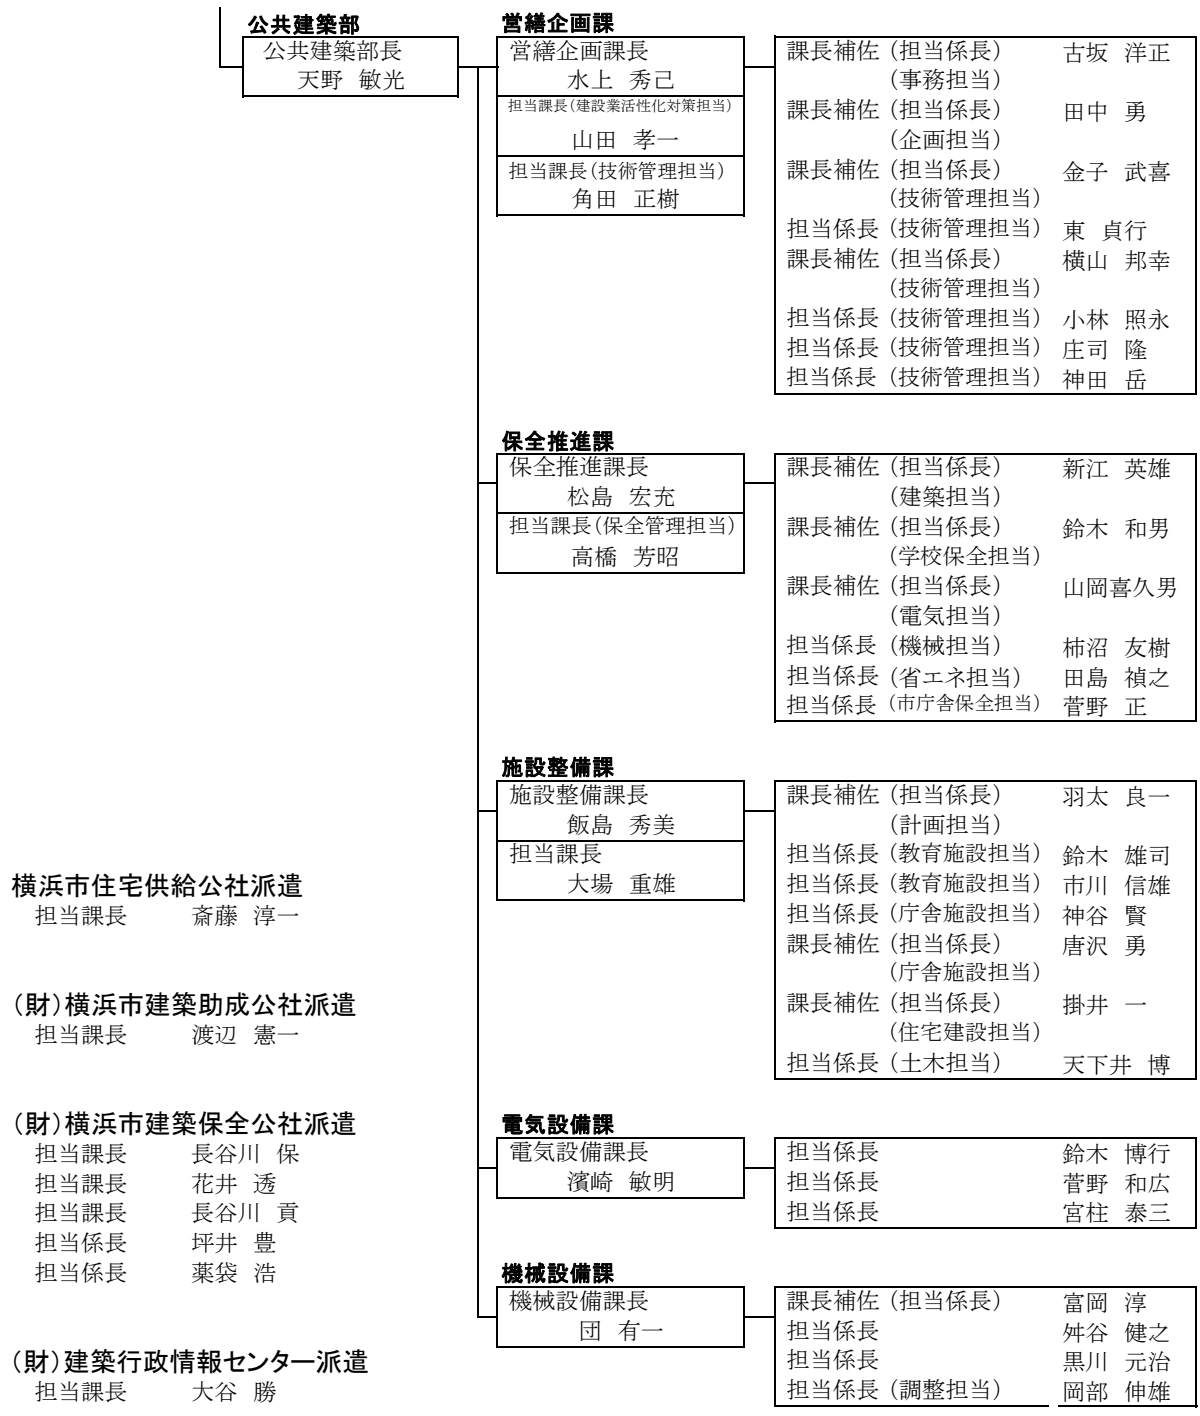 公共建築部
公共建築部長
天野 敏光
営繕企画課
営繕企画課長
水上 秀己
担当課長(建設業活性化対策担当)
山田 孝一
担当課長(技術管理担当)
角田 正樹
課長補佐 (担当係長) 古坂 洋正
(事務担当)
課長補佐 (担当係長) 田中 勇
(企画担当)
課長補佐 (担当係長) 金子 武喜
(技術管理担当)
担当係長 (技術管理担当) 東 貞行
課長補佐 (担当係長) 横山 邦幸
(技術管理担当)
担当係長 (技術管理担当) 小林 照永
担当係長 (技術管理担当) 庄司 隆
担当係長 (技術管理担当) 神田 岳
保全推進課
保全推進課長
松島 宏充
担当課長(保全管理担当)
高橋 芳昭
課長補佐 (担当係長) 新江 英雄
(建築担当)
課長補佐 (担当係長) 鈴木 和男
(学校保全担当)
課長補佐 (担当係長) 山岡喜久男
(電気担当)
担当係長 (機械担当) 柿沼 友樹
担当係長 (省エネ担当) 田島 禎之
担当係長 (市庁舎保全担当) 菅野 正
施設整備課
施設整備課長
飯島 秀美
担当課長
大場 重雄
課長補佐 (担当係長) 羽太 良一
(計画担当)
担当係長 (教育施設担当) 鈴木 雄司
担当係長 (教育施設担当) 市川 信雄
担当係長 (庁舎施設担当) 神谷 賢
課長補佐 (担当係長) 唐沢 勇
(庁舎施設担当)
課長補佐 (担当係長) 掛井 一
(住宅建設担当)
担当係長 (土木担当) 天下井 博
電気設備課
電気設備課長
濱崎 敏明
担当係長 鈴木 博行
担当係長 菅野 和広
担当係長 宮柱 泰三
機械設備課
機械設備課長
団 有一
課長補佐 (担当係長) 富岡 淳
担当係長 舛谷 健之
担当係長 黒川 元治
担当係長 (調整担当) 岡部 伸雄
横浜市住宅供給公社派遣
担当課長 斎藤 淳一
(財)横浜市建築助成公社派遣
担当課長 渡辺 憲一
(財)横浜市建築保全公社派遣
担当課長 長谷川 保
担当課長 花井 透
担当課長 長谷川 貢
担当係長 坪井 豊
担当係長 薬袋 浩
(財)建築行政情報センター派遣
担当課長 大谷 勝